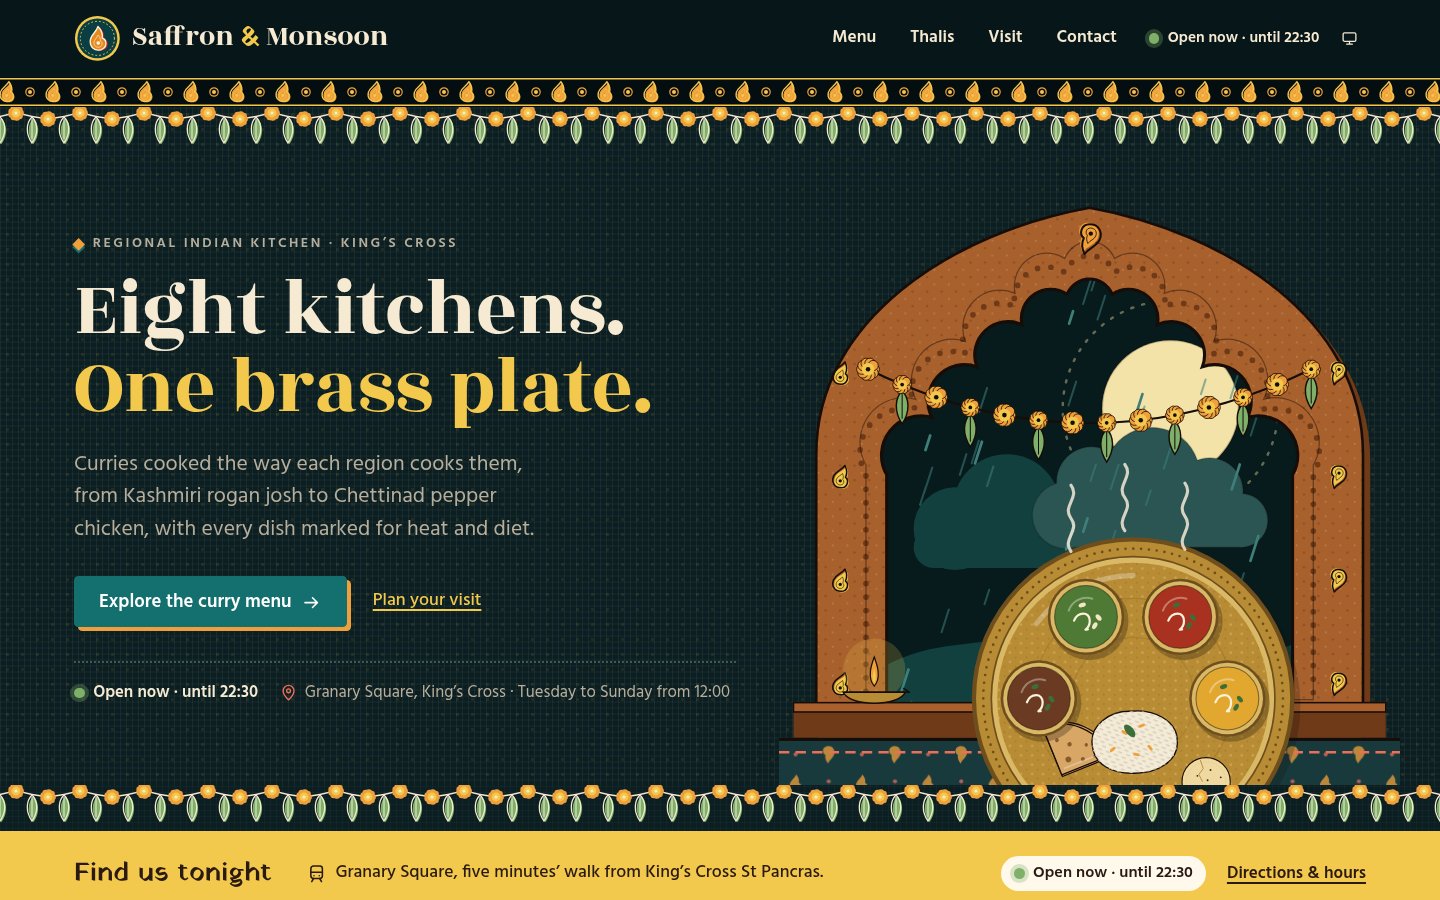 Saffron & Monsoon
Menu
Thalis
Visit
Contact
Open now · until 22:30
REGIONAL INDIAN KITCHEN · KING’S CROSS
Eight kitchens.
One brass plate.
Curries cooked the way each region cooks them,
from Kashmiri rogan josh to Chettinad pepper
chicken, with every dish marked for heat and diet.
Explore the curry menu →
Plan your visit
Open now · until 22:30
Granary Square, King’s Cross · Tuesday to Sunday from 12:00
Find us tonight
Granary Square, five minutes’ walk from King’s Cross St Pancras.
Open now · until 22:30
Directions & hours